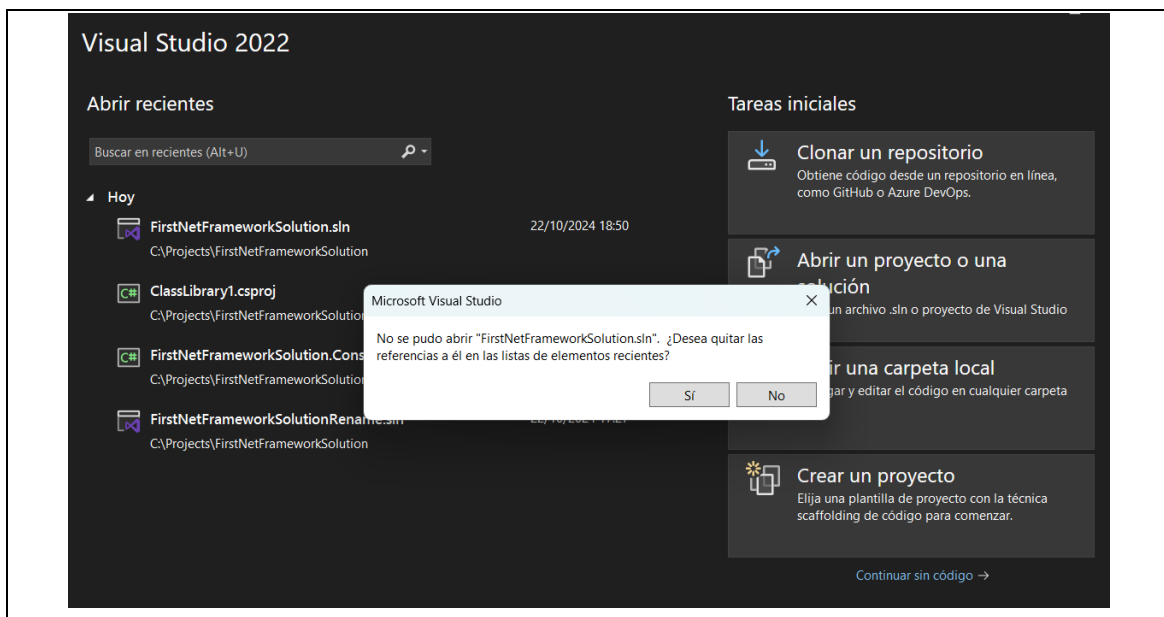 Visual Studio 2022
Abrir recientes
Buscar en recientes (Alt+U)
Hoy
FirstNetFrameworkSolution.sln 22/10/2024 18:50
C:\Projects\FirstNetFrameworkSolution
C# ClassLibrary1.csproj
C:\Projects\FirstNetFrameworkSolution
C# FirstNetFrameworkSolution.Cons
C:\Projects\FirstNetFrameworkSolution
FirstNetFrameworkSolutionRename.sln 22/10/2024 17:27
C:\Projects\FirstNetFrameworkSolution
Microsoft Visual Studio
No se pudo abrir "FirstNetFrameworkSolution.sln". ¿Desea quitar las
referencias a él en las listas de elementos recientes?
Sí No
Tareas iniciales
Clonar un repositorio
Obtiene código desde un repositorio en línea,
como GitHub o Azure DevOps.
Abrir un proyecto o una
solución
un archivo .sln o proyecto de Visual Studio
ir una carpeta local
gar y editar el código en cualquier carpeta
Crear un proyecto
Elija una plantilla de proyecto con la técnica
scaffolding de código para comenzar.
Continuar sin código →